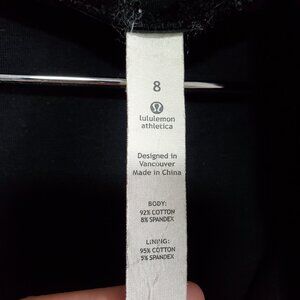 8
lululemon
athletica
Designed in
Vancouver
Made in China
BODY:
92% COTTON
8% SPANDEX
LINING:
95% COTTON
5% SPANDEX